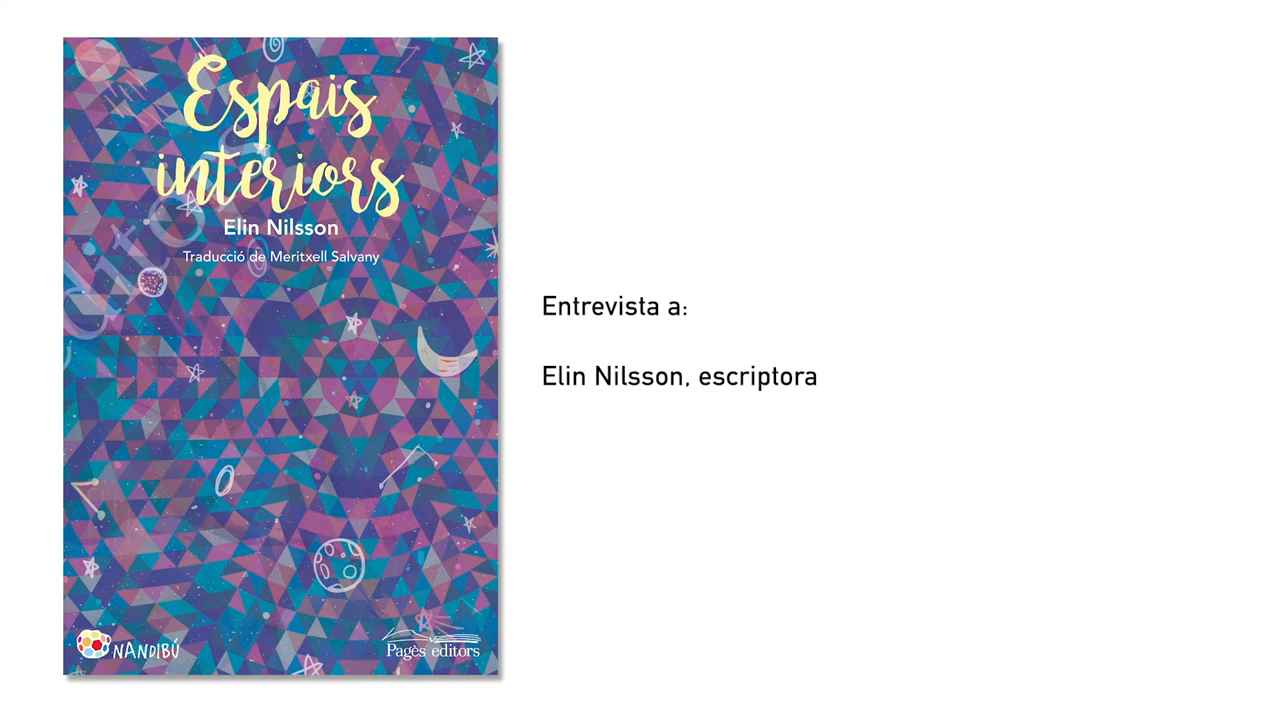 Espais
interiors
Elin Nilsson
Traducció de Meritxell Salvany
Entrevista a:
Elin Nilsson, escriptora
NANDIBÚ
Pagès editors